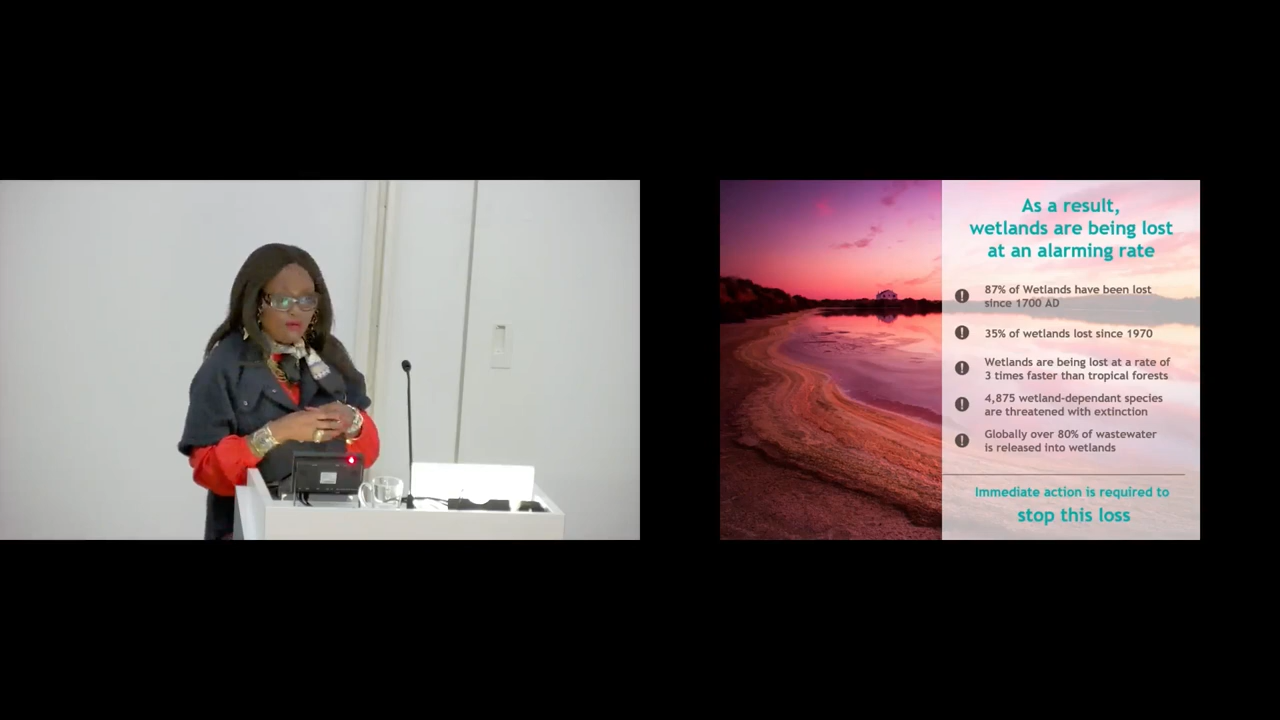 As a result,
wetlands are being lost
at an alarming rate
87% of Wetlands have been lost
since 1700 AD
35% of wetlands lost since 1970
Wetlands are being lost at a rate of
3 times faster than tropical forests
4,875 wetland-dependant species
are threatened with extinction
Globally over 80% of wastewater
is released into wetlands
Immediate action is required to
stop this loss